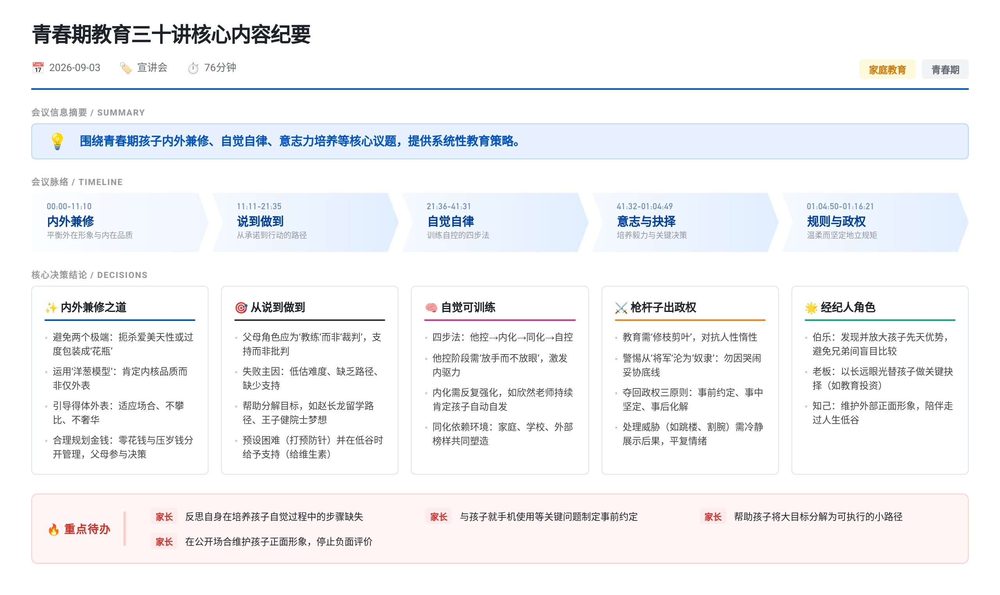 青春期教育三十讲核心内容纪要
2026-09-03 宣讲会 76分钟
家庭教育 青春期
会议信息摘要 / SUMMARY
围绕青春期孩子内外兼修、自觉自律、意志力培养等核心议题，提供系统性教育策略。
会议脉络 / TIMELINE
00:00-11:10
内外兼修
平衡外在形象与内在品质
11:11-21:35
说到做到
从承诺到行动的路径
21:36-41:31
自觉自律
训练自控的四步法
41:32-01:04:49
意志与抉择
培养毅力与关键决策
01:04:50-01:16:21
规则与政权
温柔而坚定地立规矩
核心决策结论 / DECISIONS
内外兼修之道
避免两个极端：扼杀爱美天性或过
度包装成‘花瓶’
运用‘洋葱模型’：肯定内核品质而
非仅外表
引导得体外表：适应场合、不攀
比、不奢华
合理规划金钱：零花钱与压岁钱分
开管理，父母参与决策
从说到做到
父母角色应为‘教练’而非‘裁判’，支
持而非批判
失败主因：低估难度、缺乏路径、
缺少支持
帮助分解目标，如赵长龙留学路
径、王子健院士梦想
预设困难（打预防针）并在低谷时
给予支持（给维生素）
自觉可训练
四步法：他控→内化→同化→自控
他控阶段需‘放手而不放眼’，激发
内驱力
内化需反复强化，如欣然老师持续
肯定孩子自动自发
同化依赖环境：家庭、学校、外部
榜样共同塑造
枪杆子出政权
教育需‘修枝剪叶’，对抗人性惰性
警惕从‘将军’沦为‘奴隶’：勿因哭闹
妥协底线
夺回政权三原则：事前约定、事中
坚定、事后化解
处理威胁（如跳楼、割腕）需冷静
展示后果，平复情绪
经纪人角色
伯乐：发现并放大孩子先天优势，
避免兄弟间盲目比较
老板：以长远眼光替孩子做关键抉
择（如教育投资）
知己：维护外部正面形象，陪伴走
过人生低谷
重点待办
家长 反思自身在培养孩子自觉过程中的步骤缺失
家长 与孩子就手机使用等关键问题制定事前约定
家长 帮助孩子将大目标分解为可执行的小路径
家长 在公开场合维护孩子正面形象，停止负面评价